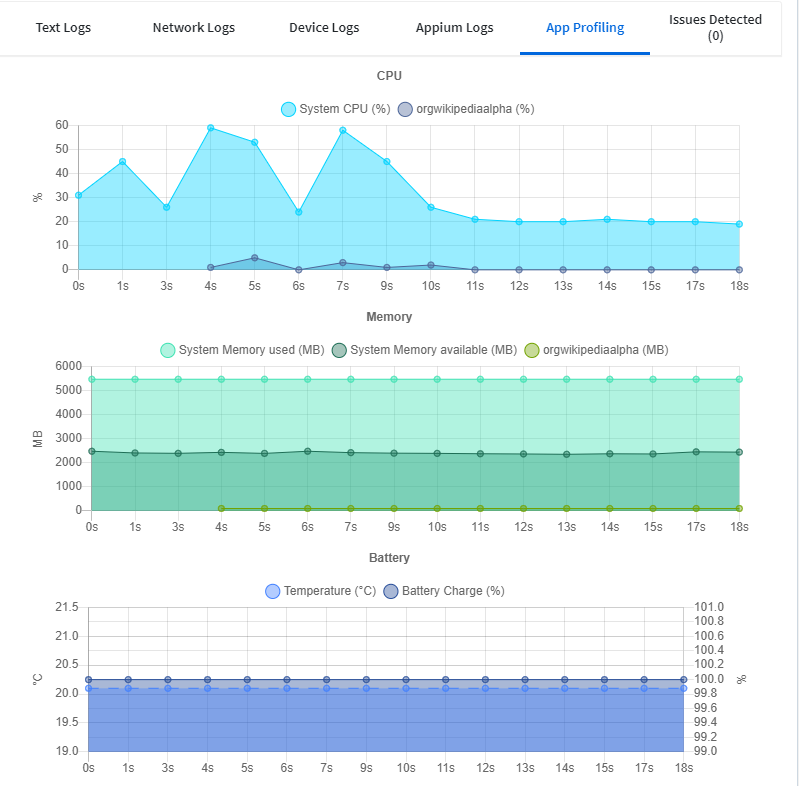 Text Logs Network Logs Device Logs Appium Logs App Profiling Issues Detected
(0)
CPU
System CPU (%) orgwikipediaalpha (%)
60
50
40
30
20
10
0
%
0s 1s 3s 4s 5s 6s 7s 9s 10s 11s 12s 13s 14s 15s 17s 18s
Memory
System Memory used (MB) System Memory available (MB) orgwikipediaalpha (MB)
6000
5000
4000
3000
2000
1000
0
MB
0s 1s 3s 4s 5s 6s 7s 9s 10s 11s 12s 13s 14s 15s 17s 18s
Battery
Temperature (°C) Battery Charge (%)
21.5
21.0
20.5
20.0
19.5
19.0
°C
101.0
100.8
100.6
100.4
100.2
100.0
99.8
99.6
99.4
99.2
99.0
%
0s 1s 3s 4s 5s 6s 7s 9s 10s 11s 12s 13s 14s 15s 17s 18s